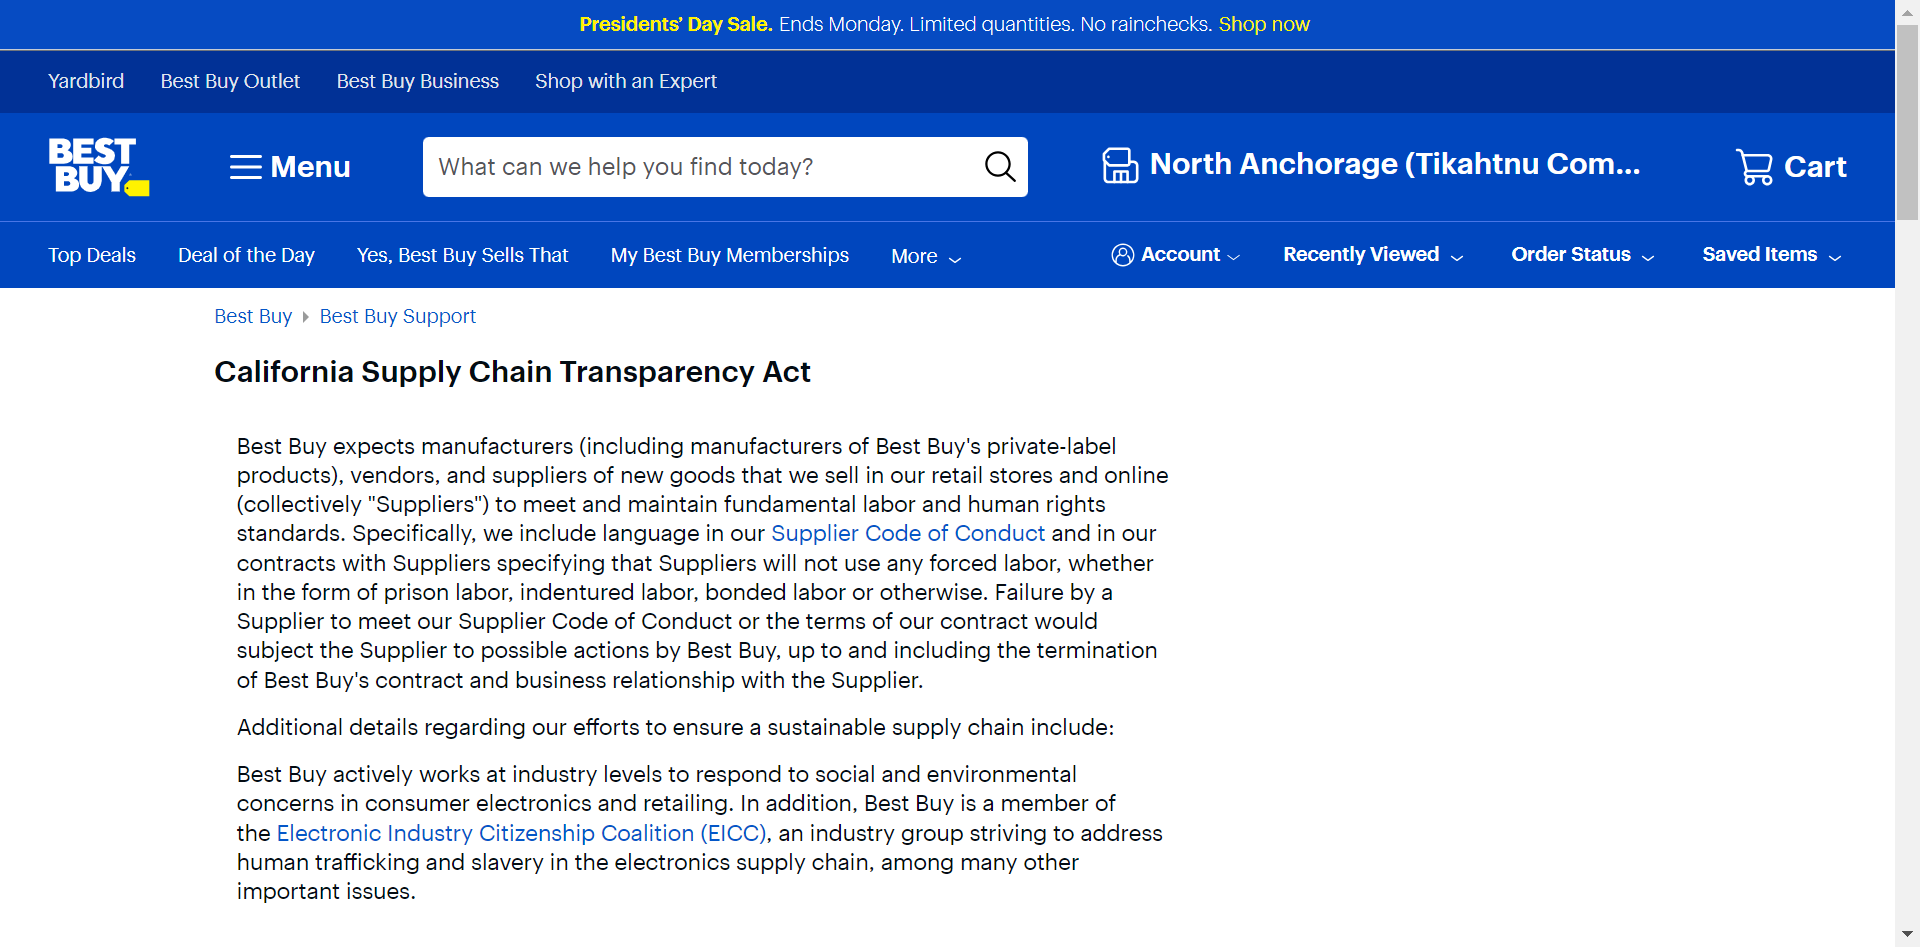 Presidents' Day Sale. Ends Monday. Limited quantities. No rainchecks. Shop now
Yardbird Best Buy Outlet Best Buy Business Shop with an Expert
BEST
BUY
Menu
What can we help you find today?
North Anchorage (Tikahtnu Com...
Cart
Top Deals Deal of the Day Yes, Best Buy Sells That My Best Buy Memberships More Account Recently Viewed Order Status Saved Items
Best Buy Best Buy Support
California Supply Chain Transparency Act
Best Buy expects manufacturers (including manufacturers of Best Buy's private-label
products), vendors, and suppliers of new goods that we sell in our retail stores and online
(collectively "Suppliers") to meet and maintain fundamental labor and human rights
standards. Specifically, we include language in our Supplier Code of Conduct and in our
contracts with Suppliers specifying that Suppliers will not use any forced labor, whether
in the form of prison labor, indentured labor, bonded labor or otherwise. Failure by a
Supplier to meet our Supplier Code of Conduct or the terms of our contract would
subject the Supplier to possible actions by Best Buy, up to and including the termination
of Best Buy's contract and business relationship with the Supplier.
Additional details regarding our efforts to ensure a sustainable supply chain include:
Best Buy actively works at industry levels to respond to social and environmental
concerns in consumer electronics and retailing. In addition, Best Buy is a member of
the Electronic Industry Citizenship Coalition (EICC), an industry group striving to address
human trafficking and slavery in the electronics supply chain, among many other
important issues.